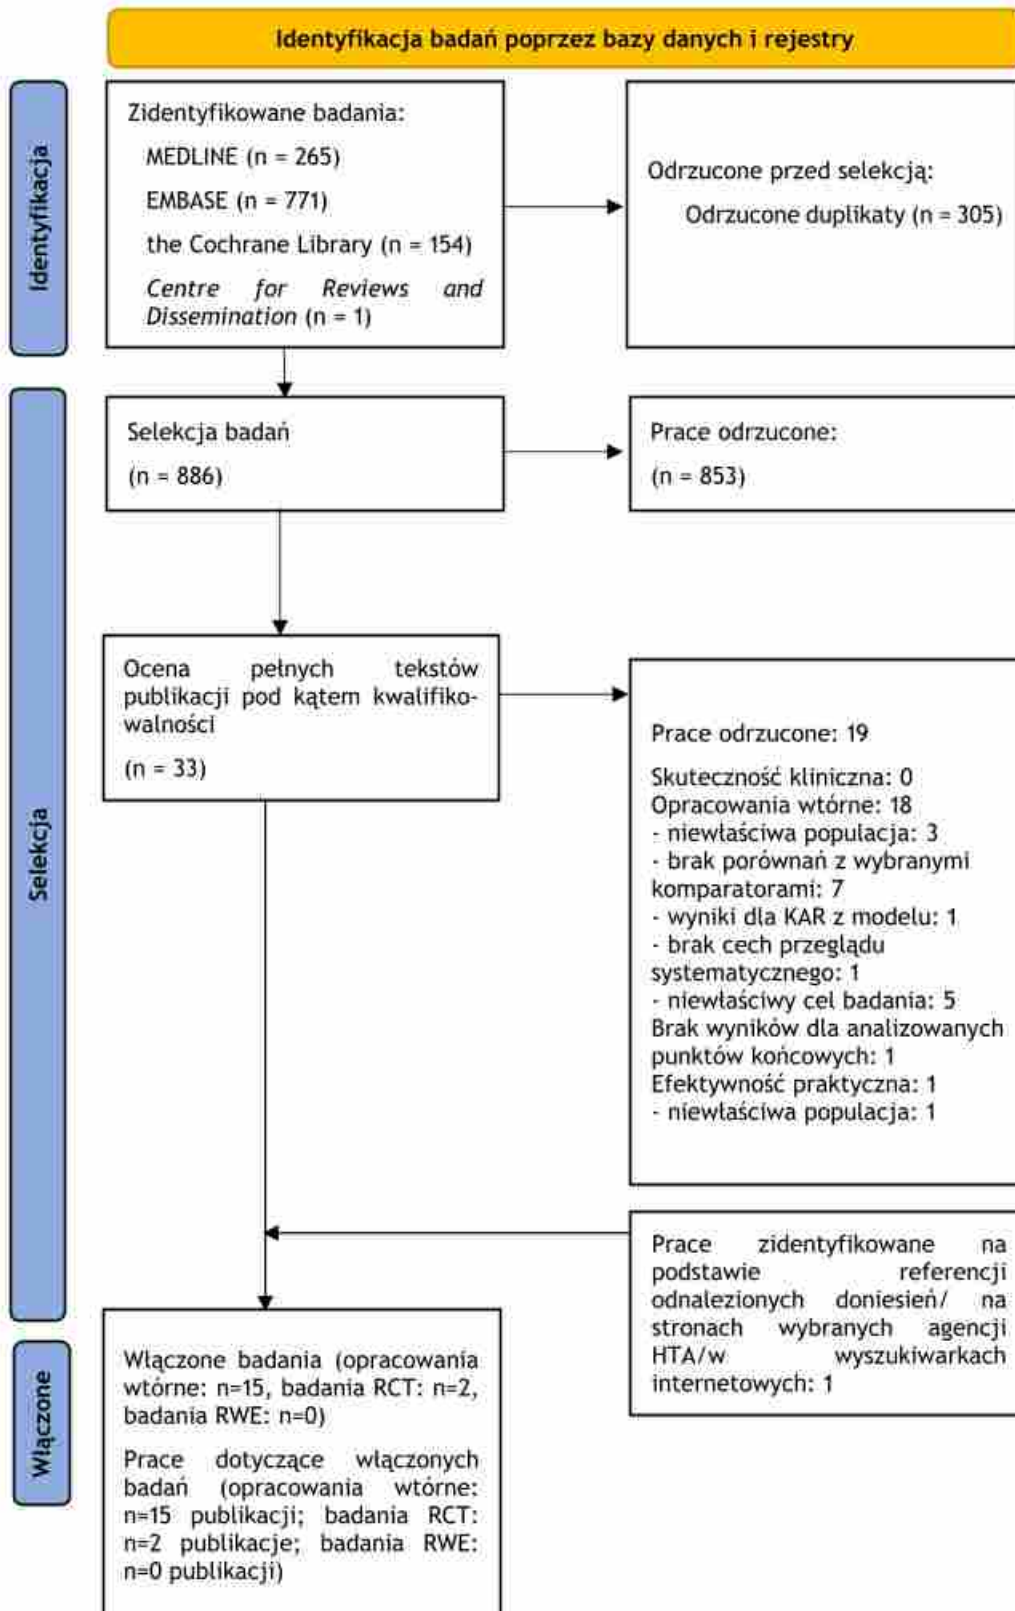 Identyfikacja badań poprzez bazy danych i rejestry
Identyfikacja
Zidentyfikowane badania:
MEDLINE (n = 265)
EMBASE (n = 771)
the Cochrane Library (n = 154)
Centre for Reviews and
Dissemination (n = 1)
Odrzucone przed selekcją:
Odrzucone duplikaty (n = 305)
Selekcja
Selekcja badań
(n = 886)
Prace odrzucone:
(n = 853)
Ocena pełnych tekstów
publikacji pod kątem kwalifiko-
walności
(n = 33)
Prace odrzucone: 19
Skuteczność kliniczna: 0
Opracowania wtórne: 18
- niewłaściwa populacja: 3
- brak porównań z wybranymi
komparatorami: 7
- wyniki dla KAR z modelu: 1
- brak cech przeglądu
systematycznego: 1
- niewłaściwy cel badania: 5
Brak wyników dla analizowanych
punktów końcowych: 1
Efektywność praktyczna: 1
- niewłaściwa populacja: 1
Prace zidentyfikowane na
podstawie referencji
odnalezionych doniesień/ na
stronach wybranych agencji
HTA/w wyszukiwarkach
internetowych: 1
Włączone
Włączone badania (opracowania
wtórne: n=15, badania RCT: n=2,
badania RWE: n=0)
Prace dotyczące włączonych
badań (opracowania wtórne:
n=15 publikacji; badania RCT:
n=2 publikacje; badania RWE:
n=0 publikacji)